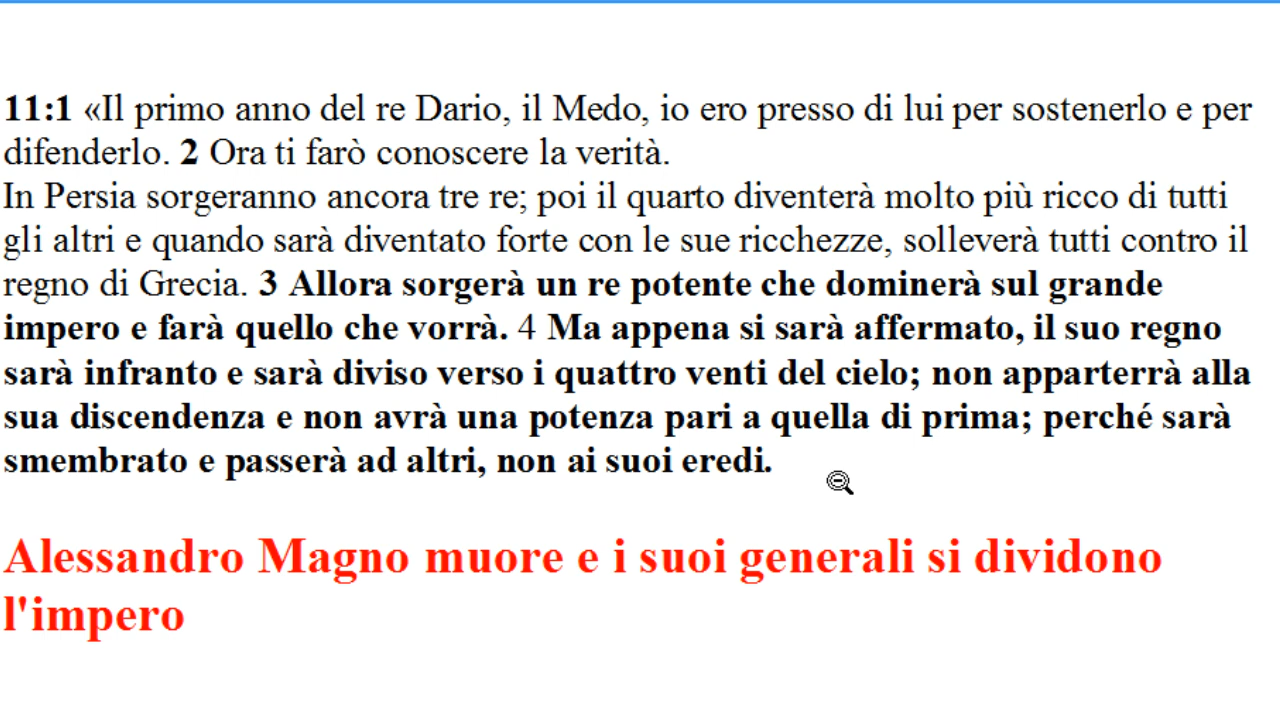 11:1 «Il primo anno del re Dario, il Medo, io ero presso di lui per sostenerlo e per
difenderlo. 2 Ora ti farò conoscere la verità.
In Persia sorgeranno ancora tre re; poi il quarto diventerà molto più ricco di tutti
gli altri e quando sarà diventato forte con le sue ricchezze, solleverà tutti contro il
regno di Grecia. 3 Allora sorgerà un re potente che dominerà sul grande
impero e farà quello che vorrà. 4 Ma appena si sarà affermato, il suo regno
sarà infranto e sarà diviso verso i quattro venti del cielo; non apparterrà alla
sua discendenza e non avrà una potenza pari a quella di prima; perché sarà
smembrato e passerà ad altri, non ai suoi eredi.
Alessandro Magno muore e i suoi generali si dividono
l'impero